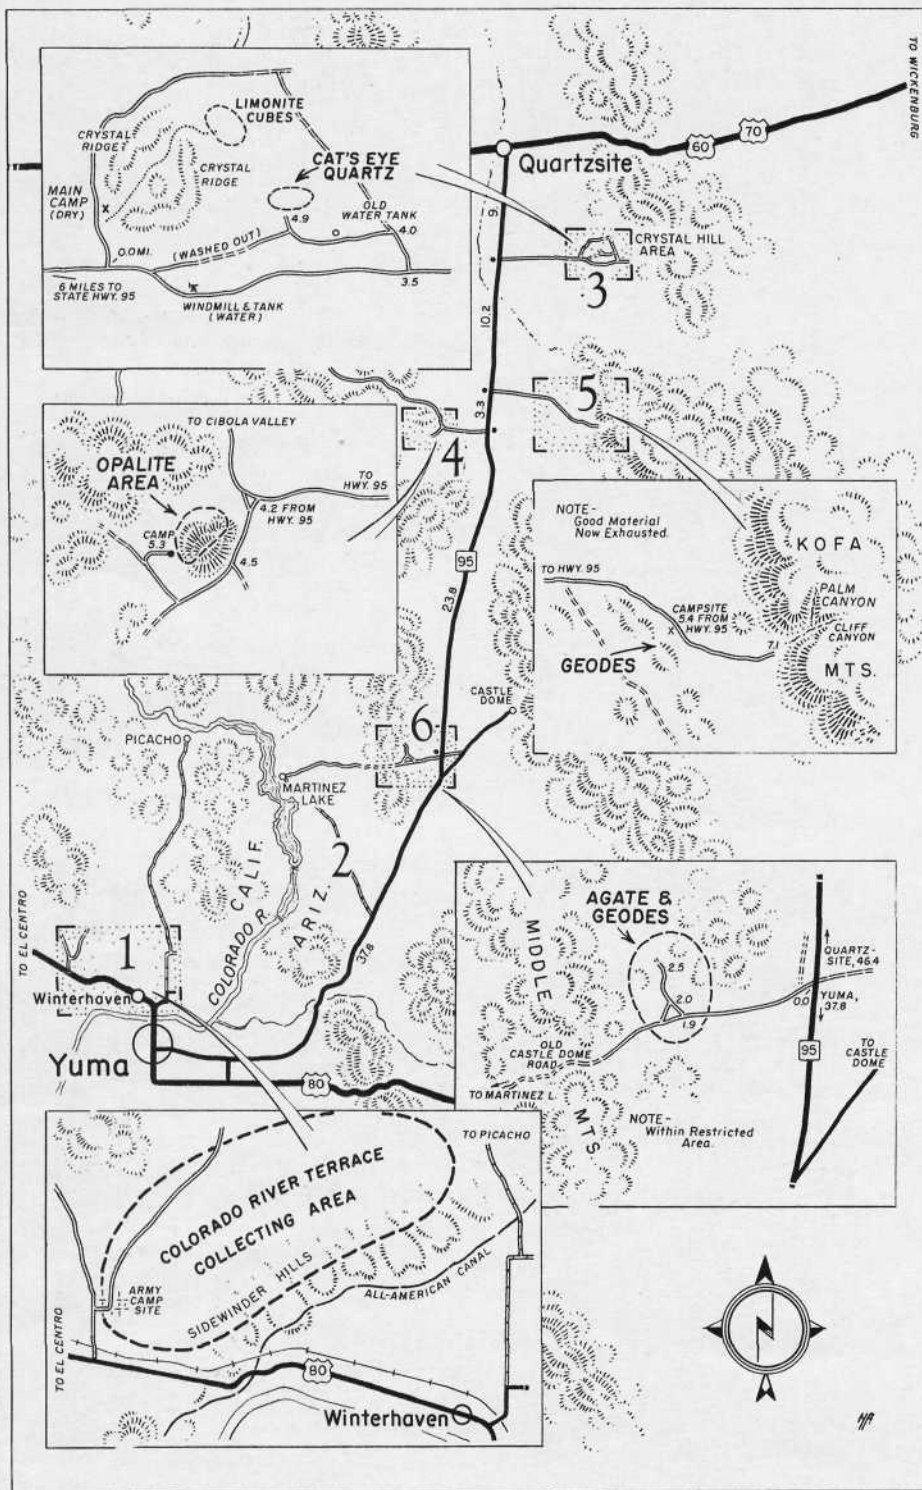 TO WICKENBURG
LIMONITE
CUBES
CRYSTAL
RIDGE
CRYSTAL
RIDGE
CAT'S EYE
QUARTZ
MAIN
CAMP
(DRY)
X
4.9
OLD
WATER TANK
4.0
(WASHED OUT)
0.0 MI.
3.5
6 MILES TO
STATE HWY. 95
WINDMILL & TANK
(WATER)
60
70
Quartzsite
9.
CRYSTAL HILL
AREA
3
10.2
5
3.3
4
TO CIBOLA VALLEY
OPALITE
AREA
TO
HWY. 95
4.2 FROM
HWY. 95
CAMP
5.3
4.5
95
23.8
NOTE-
Good Material
Now Exhausted.
KOFA
TO HWY. 95
PALM
CANYON
CAMPSITE
5.4 FROM
HWY. 95
X
CLIFF
CANYON
7.1
GEODES
MTS.
CASTLE
DOME
6
PICACHO
MARTINEZ
LAKE
2
CALIF.
COLORADO R.
ARIZ.
37.8
TO EL CENTRO
1
Winterhaven
Yuma
80
AGATE &
GEODES
MIDDLE
MTS
2.5
2.0
1.9
QUARTZ-
SITE, 46.4
0.0
YUMA,
37.8
OLD
CASTLE DOME
ROAD
95
TO
CASTLE
DOME
TO MARTINEZ L.
NOTE-
Within Restricted
Area.
TO PICACHO
COLORADO RIVER TERRACE
COLLECTING AREA
SIDEWINDER HILLS
ALL-AMERICAN CANAL
ARMY
CAMP
SITE
TO EL CENTRO
80
Winterhaven